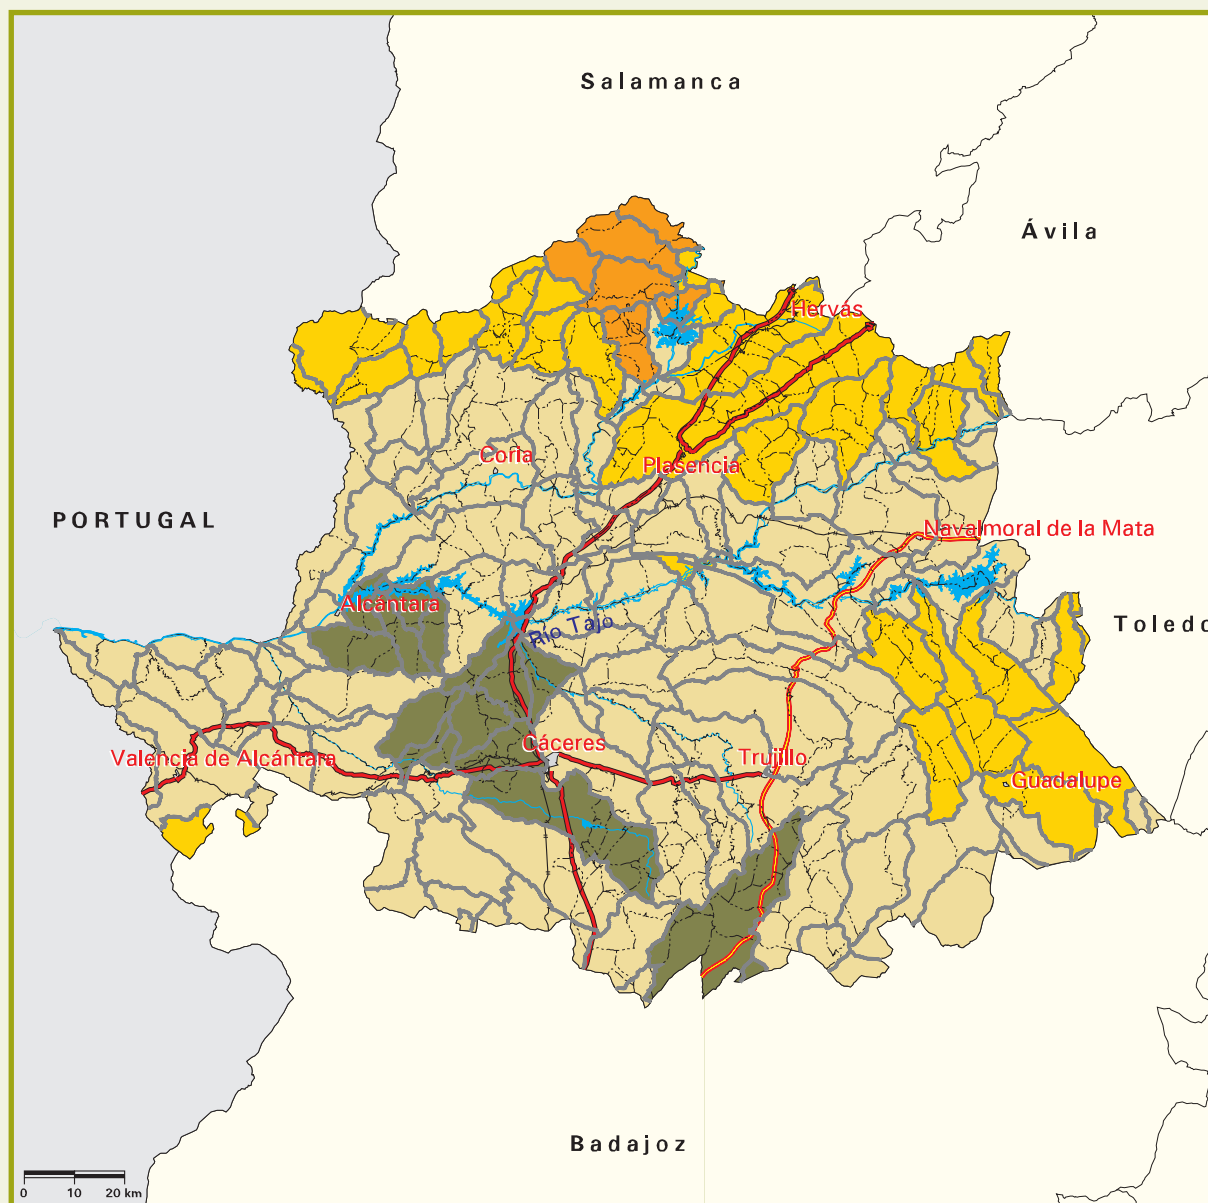 Salamanca
Ávila
Hervás
Coria
Plasencia
PORTUGAL
Navalmoral de la Mata
Alcántara
Río Tajo
Toledo
Cáceres
Valencia de Alcántara
Trujillo
Guadalupe
Badajoz
0 10 20 km